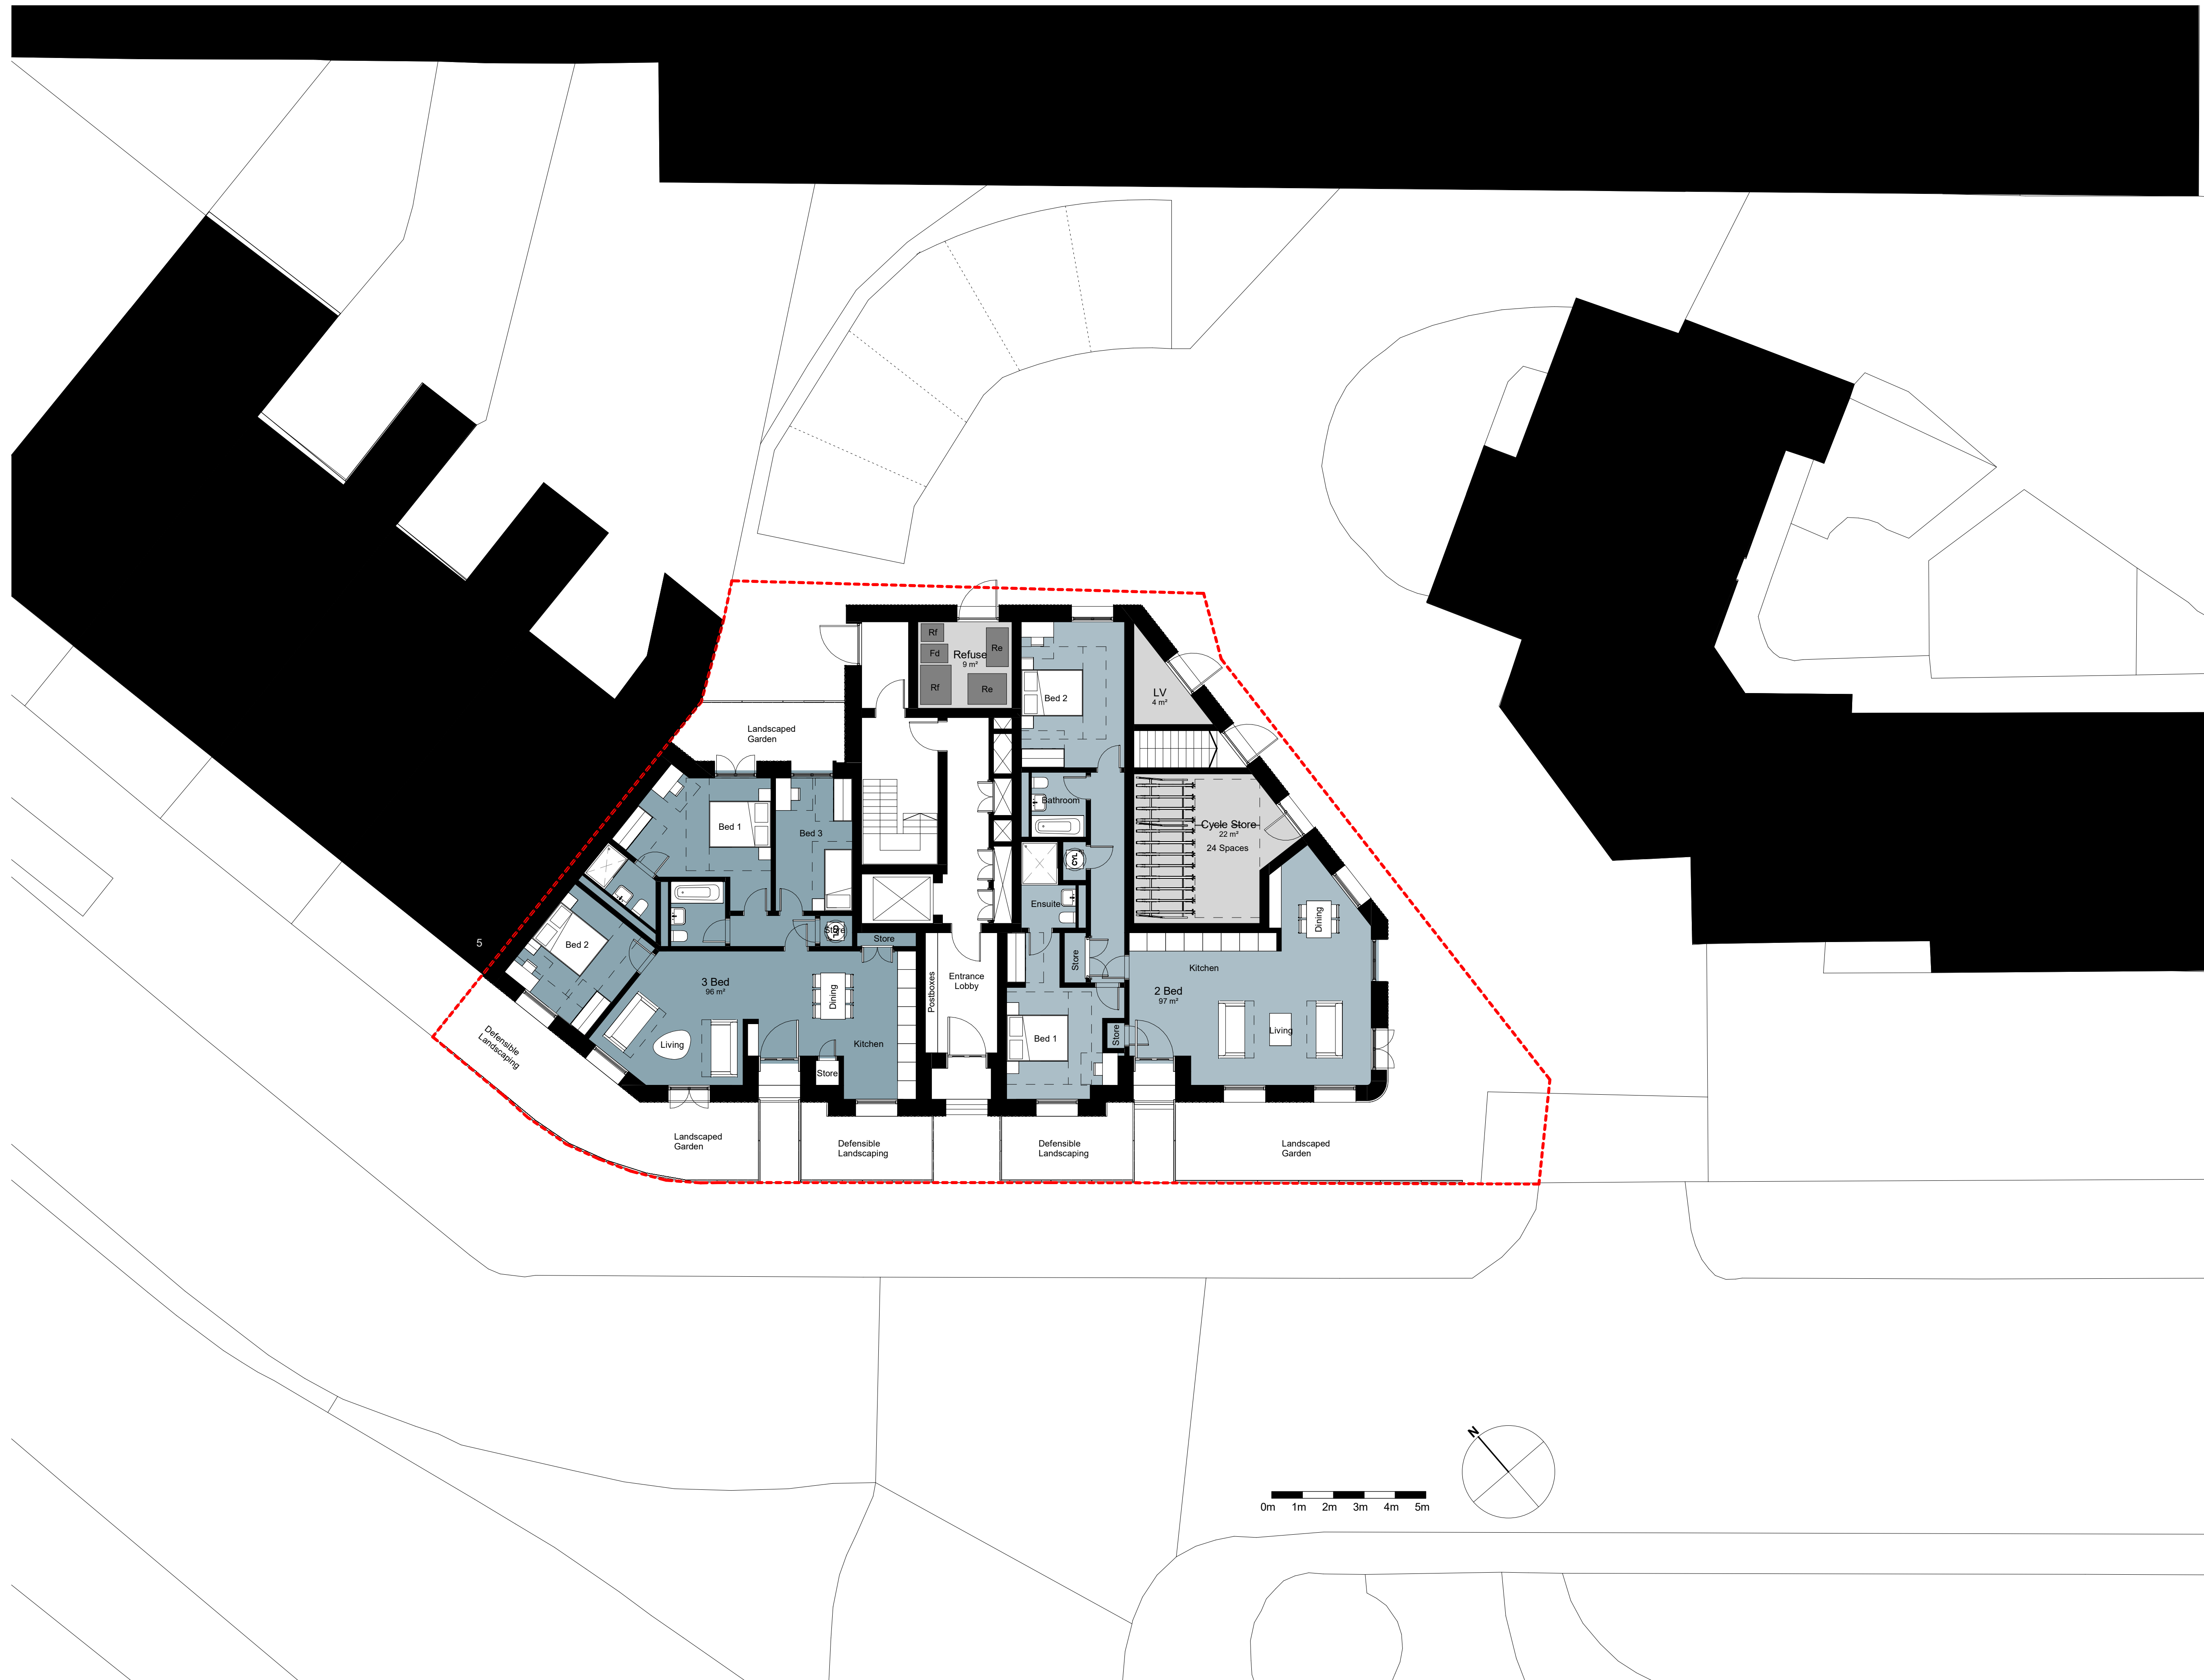 Rf
Fd
Re
Refuse
9 m²
Rf
Re
Bed 2
LV
4 m²
Landscaped
Garden
Bed 1
Bed 3
Bathroom
Cycle Store
22 m²
24 Spaces
CYL
Ensuite
Dining
Store
CYL
Store
5
Bed 2
Store
Kitchen
3 Bed
96 m²
Dining
Postboxes
Entrance
Lobby
2 Bed
97 m²
Living
Kitchen
Living
Bed 1
Store
Store
Defensible
Landscaping
Landscaped
Garden
Defensible
Landscaping
Defensible
Landscaping
Landscaped
Garden
N
0m 1m 2m 3m 4m 5m